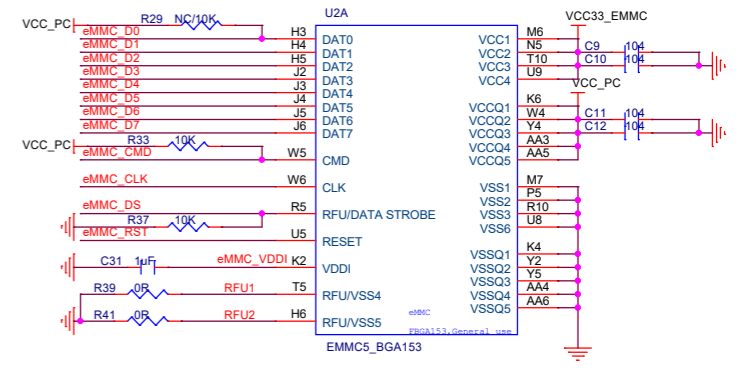 U2A
VCC_PC R29 NC/10K
eMMC_D0 H3 DAT0
eMMC_D1 H4 DAT1
eMMC_D2 H5 DAT2
eMMC_D3 J2 DAT3
eMMC_D4 J3 DAT4
eMMC_D5 J4 DAT5
eMMC_D6 J5 DAT6
eMMC_D7 J6 DAT7
VCC_PC R33 10K
eMMC_CMD W5 CMD
eMMC_CLK W6 CLK
eMMC_DS R5 RFU/DATA STROBE
R37 10K
eMMC_RST U5 RESET
C31 1uF eMMC_VDDI K2 VDDI
R39 0R RFU1 T5 RFU/VSS4
R41 0R RFU2 H6 RFU/VSS5
VCC33_EMMC
VCC1 M6
VCC2 N5 C9 104
VCC3 T10 C10 104
VCC4 U9
VCC_PC
VCCQ1 K6
VCCQ2 W4 C11 104
VCCQ3 Y4 C12 104
VCCQ4 AA3
VCCQ5 AA5
VSS1 M7
VSS2 P5
VSS3 R10
VSS6 U8
VSSQ1 K4
VSSQ2 Y2
VSSQ3 Y5
VSSQ4 AA4
VSSQ5 AA6
eMMC
FBGA153,General use
EMMC5_BGA153